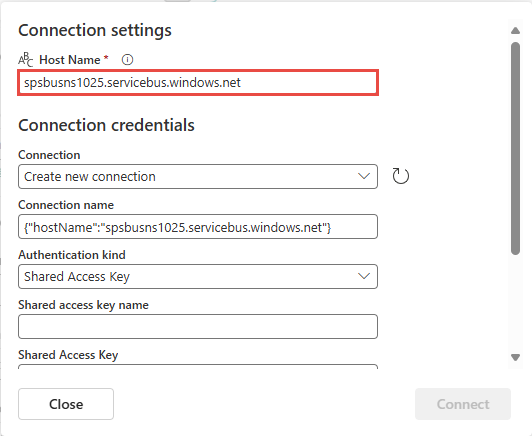 Connection settings
ABC Host Name *
spsbusns1025.servicebus.windows.net
Connection credentials
Connection
Create new connection
Connection name
{"hostName":"spsbusns1025.servicebus.windows.net"}
Authentication kind
Shared Access Key
Shared access key name
Shared Access Key
Close
Connect